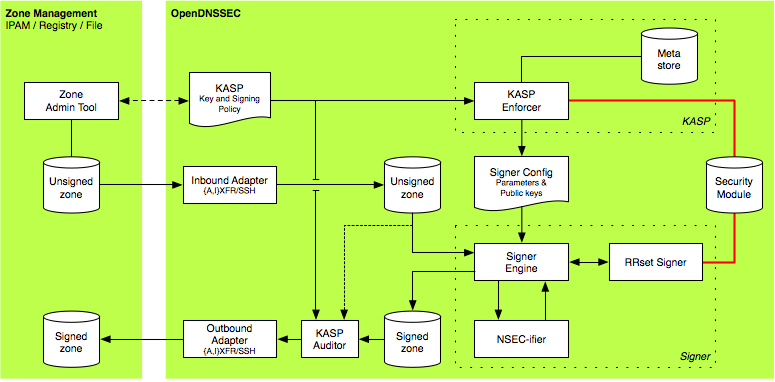 Zone Management
IPAM / Registry / File
OpenDNSSEC
Meta
store
Zone
Admin Tool
KASP
Key and Signing
Policy
KASP
Enforcer
KASP
Unsigned
zone
Inbound Adapter
{A,I}XFR/SSH
Unsigned
zone
Signer Config
Parameters &
Public keys
Security
Module
Signer
Engine
RRset Signer
Signed
zone
Outbound
Adapter
{A,I}XFR/SSH
KASP
Auditor
Signed
zone
NSEC-ifier
Signer